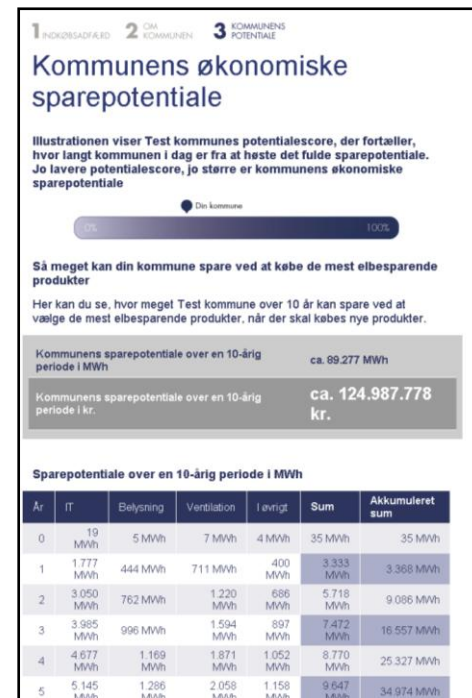 1 INDKØBSADFÆRD 2 OM KOMMUNEN 3 KOMMUNENS POTENTIALE
Kommunens økonomiske
sparepotentiale
Illustrationen viser Test kommunes potentialescore, der fortæller,
hvor langt kommunen i dag er fra at høste det fulde sparepotentiale.
Jo lavere potentialescore, jo større er kommunens økonomiske
sparepotentiale
Din kommune
0% 100%
Så meget kan din kommune spare ved at købe de mest elbesparende
produkter
Her kan du se, hvor meget Test kommune over 10 år kan spare ved at
vælge de mest elbesparende produkter, når der skal købes nye produkter.
Kommunens sparepotentiale over en 10-årig
periode i MWh
ca. 89.277 MWh
Kommunens sparepotentiale over en 10-årig
periode i kr.
ca. 124.987.778
kr.
Sparepotentiale over en 10-årig periode i MWh
År IT Belysning Ventilation I øvrigt Sum Akkumuleret sum
0 19 MWh 5 MWh 7 MWh 4 MWh 35 MWh 35 MWh
1 1.777 MWh 444 MWh 711 MWh 400 MWh 3.333 MWh 3.368 MWh
2 3.050 MWh 762 MWh 1.220 MWh 686 MWh 5.718 MWh 9.086 MWh
3 3.985 MWh 996 MWh 1.594 MWh 897 MWh 7.472 MWh 16.557 MWh
4 4.677 MWh 1.169 MWh 1.871 MWh 1.052 MWh 8.770 MWh 25.327 MWh
5 5.145 MWh 1.286 MWh 2.058 MWh 1.158 MWh 9.647 MWh 34.974 MWh